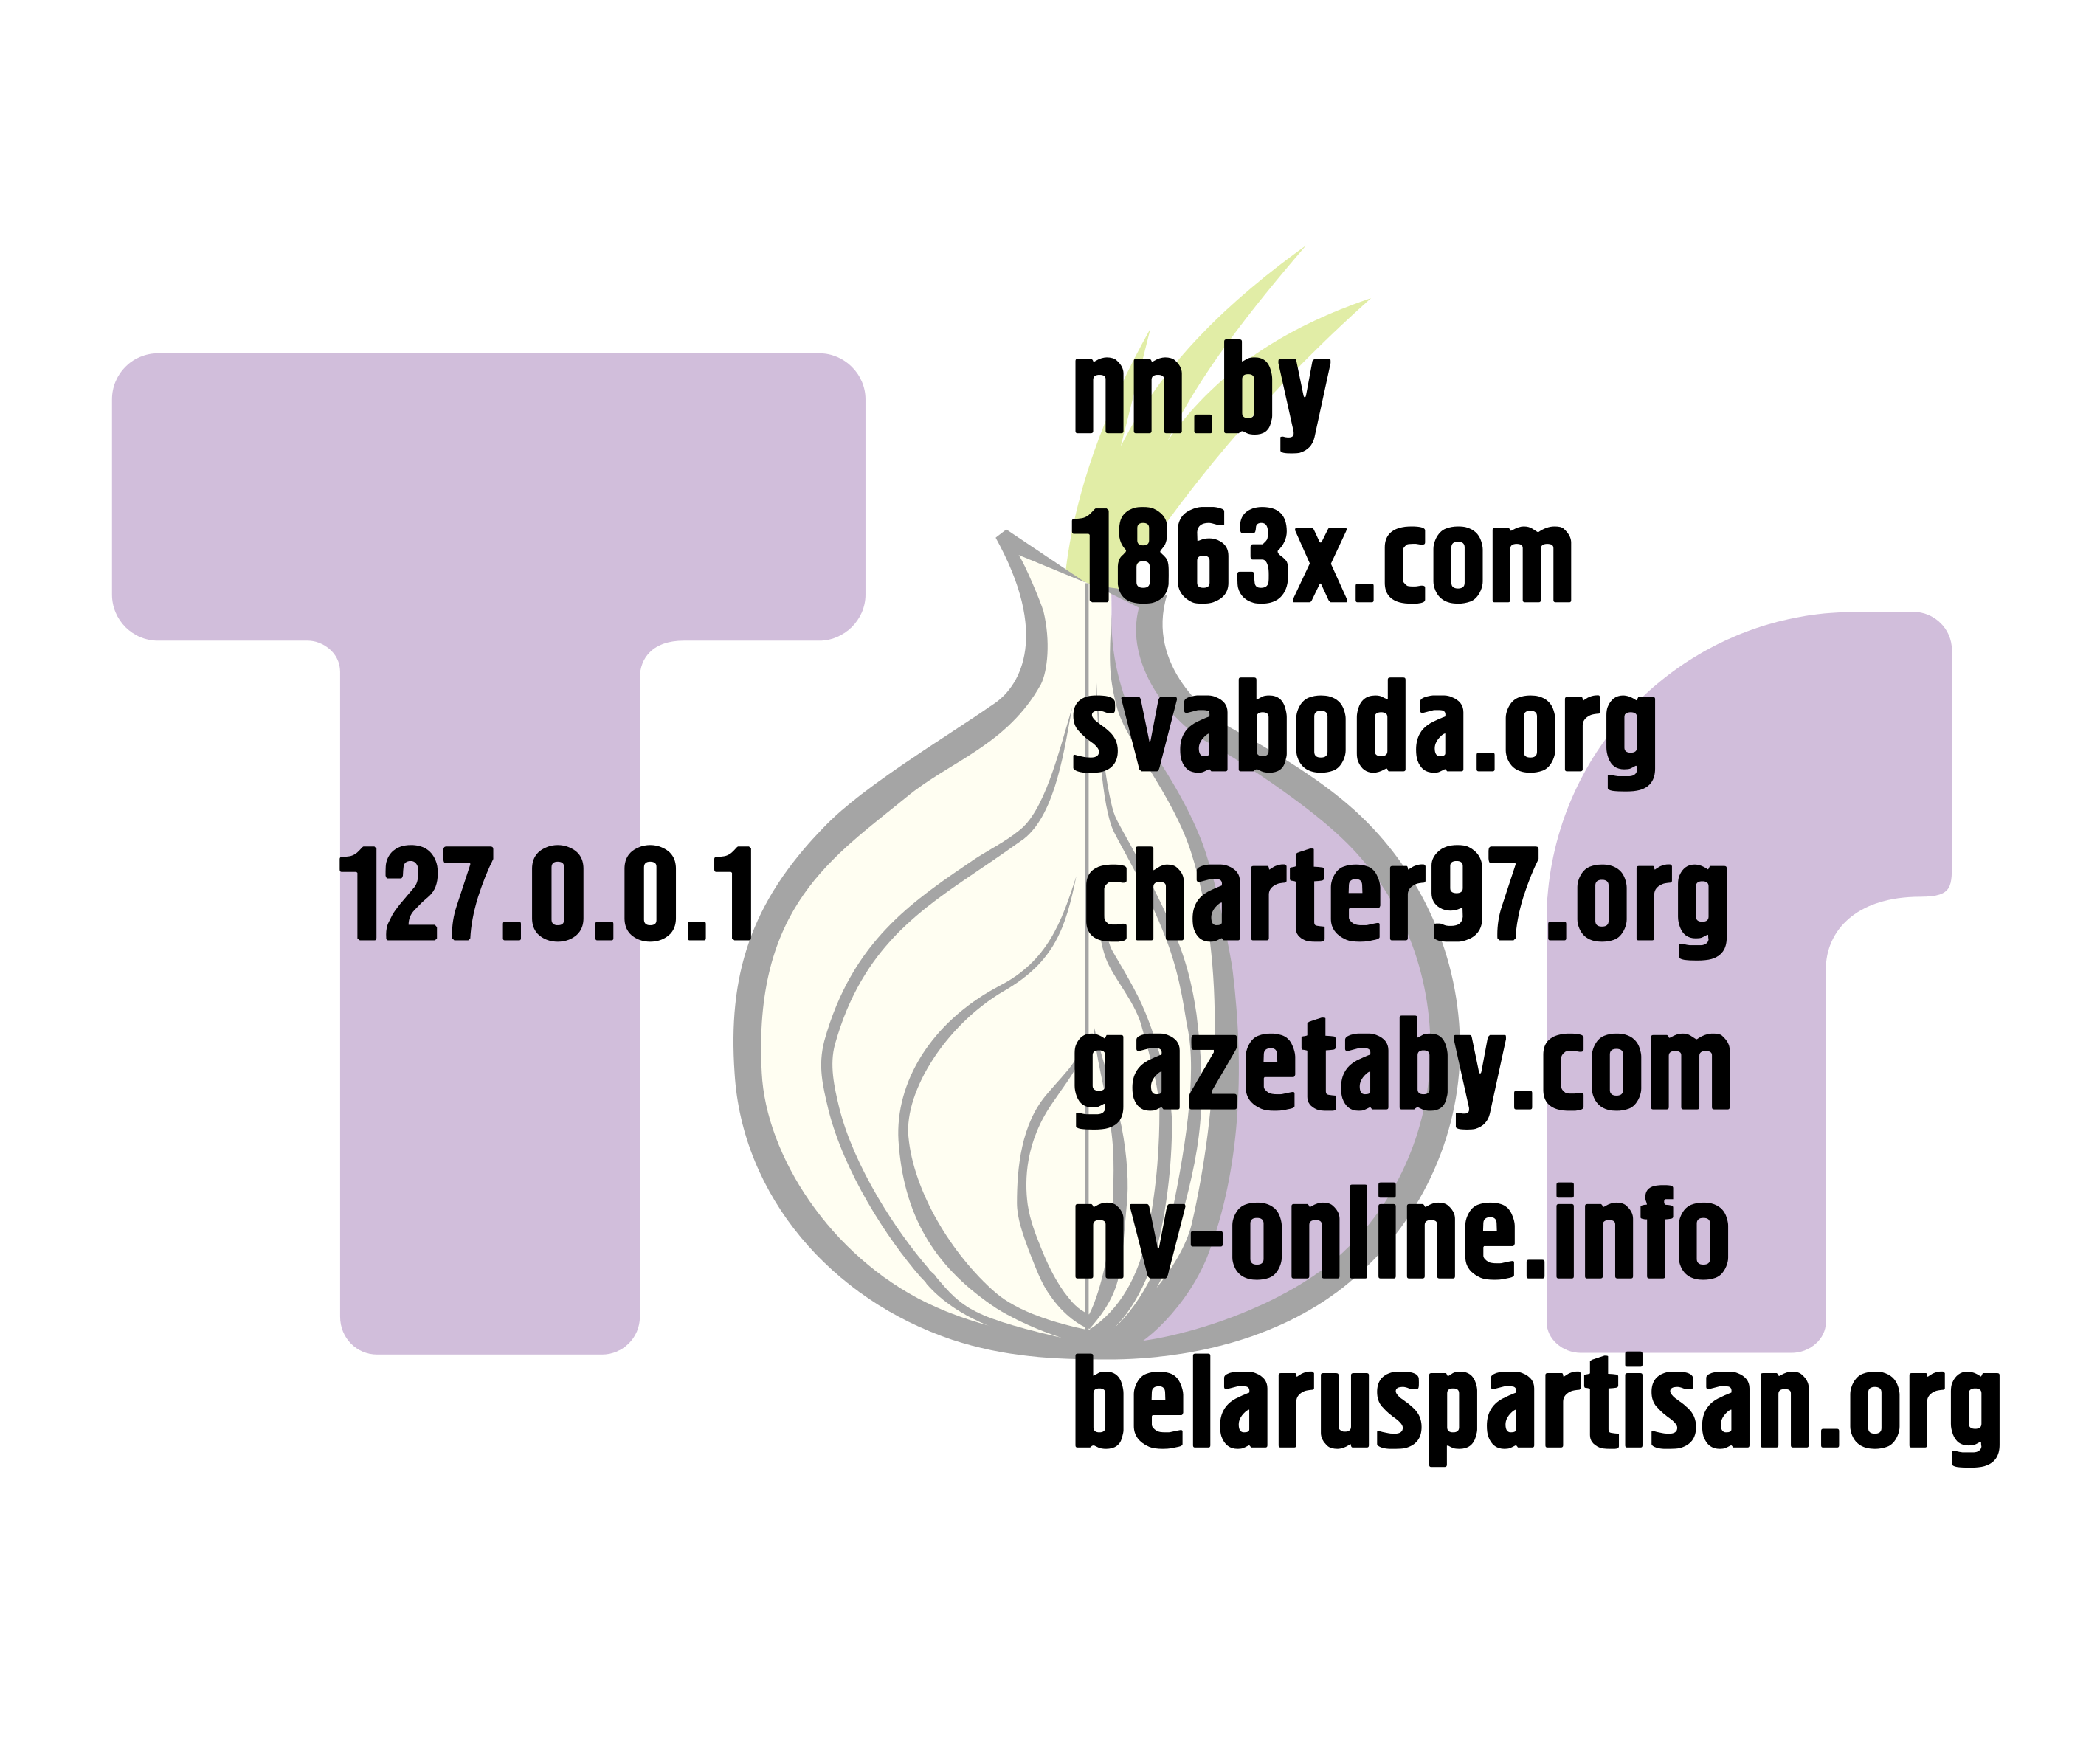 Tor
nn.by
1863x.com
svaboda.org
127.0.0.1 charter97.org
gazetaby.com
nv-online.info
belaruspartisan.org